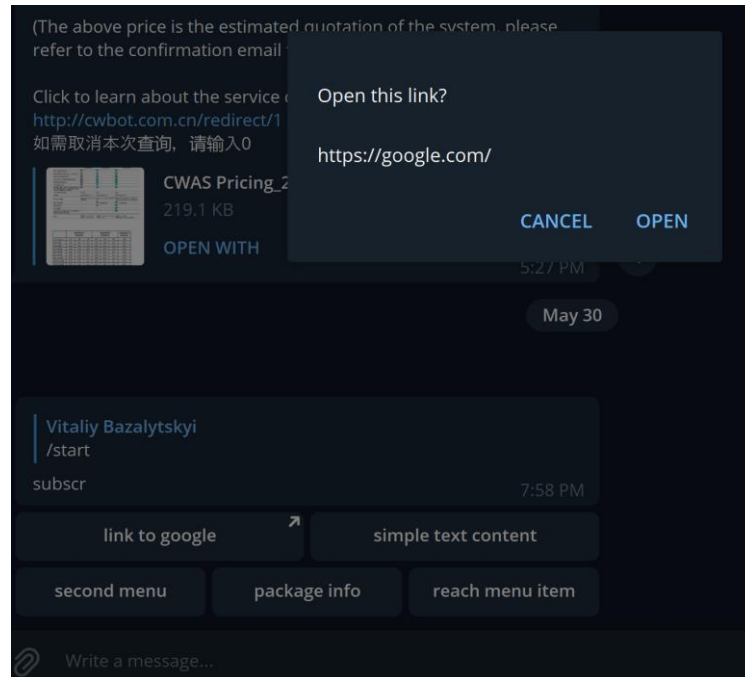 (The above price is the estimated quotation of the system, please
refer to the confirmation email
Click to learn about the service
http://cwbot.com.cn/redirect/1
如需取消本次查询，请输入0
CWAS Pricing_2
219.1 KB
OPEN WITH
5:27 PM
Open this link?
https://google.com/
CANCEL OPEN
May 30
Vitaliy Bazalytskyi
/start
subscr
7:58 PM
link to google simple text content
second menu package info reach menu item
Write a message...